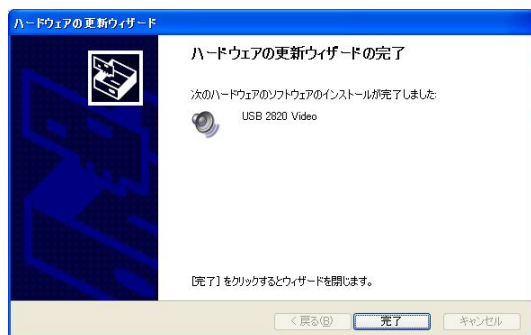 ハードウェアの更新ウィザード
ハードウェアの更新ウィザードの完了
次のハードウェアのソフトウェアのインストールが完了しました:
USB 2820 Video
[完了] をクリックするとウィザードを閉じます。
< 戻る(B)
完了
キャンセル